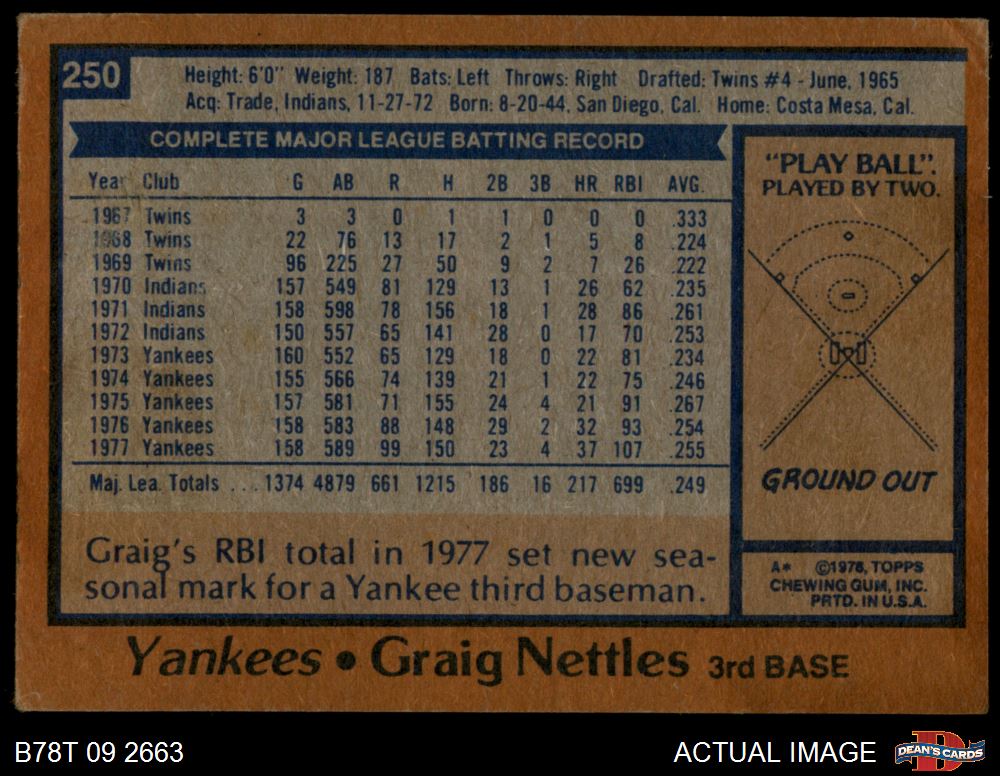 250
Height: 6'0" Weight: 187 Bats: Left Throws: Right Drafted: Twins #4 - June, 1965
Acq: Trade, Indians, 11-27-72 Born: 8-20-44, San Diego, Cal. Home: Costa Mesa, Cal.
COMPLETE MAJOR LEAGUE BATTING RECORD
Year Club G AB R H 2B 3B HR RBI AVG.
1967 Twins 3 3 0 1 1 0 0 0 .333
1968 Twins 22 76 13 17 2 1 5 8 .224
1969 Twins 96 225 27 50 9 2 7 26 .222
1970 Indians 157 549 81 129 13 1 26 62 .235
1971 Indians 158 598 78 156 18 1 28 86 .261
1972 Indians 150 557 65 141 28 0 17 70 .253
1973 Yankees 160 552 65 129 18 0 22 81 .234
1974 Yankees 155 566 74 139 21 1 22 75 .246
1975 Yankees 157 581 71 155 24 4 21 91 .267
1976 Yankees 158 583 88 148 29 2 32 93 .254
1977 Yankees 158 589 99 150 23 4 37 107 .255
Maj. Lea. Totals ... 1374 4879 661 1215 186 16 217 699 .249
Graig's RBI total in 1977 set new sea-
sonal mark for a Yankee third baseman.
"PLAY BALL".
PLAYED BY TWO.
GROUND OUT
A* ©1978, TOPPS
CHEWING GUM, INC.
PRTD. IN U.S.A.
Yankees • Graig Nettles 3rd BASE
B78T 09 2663
ACTUAL IMAGE
D
DEAN'S CARDS